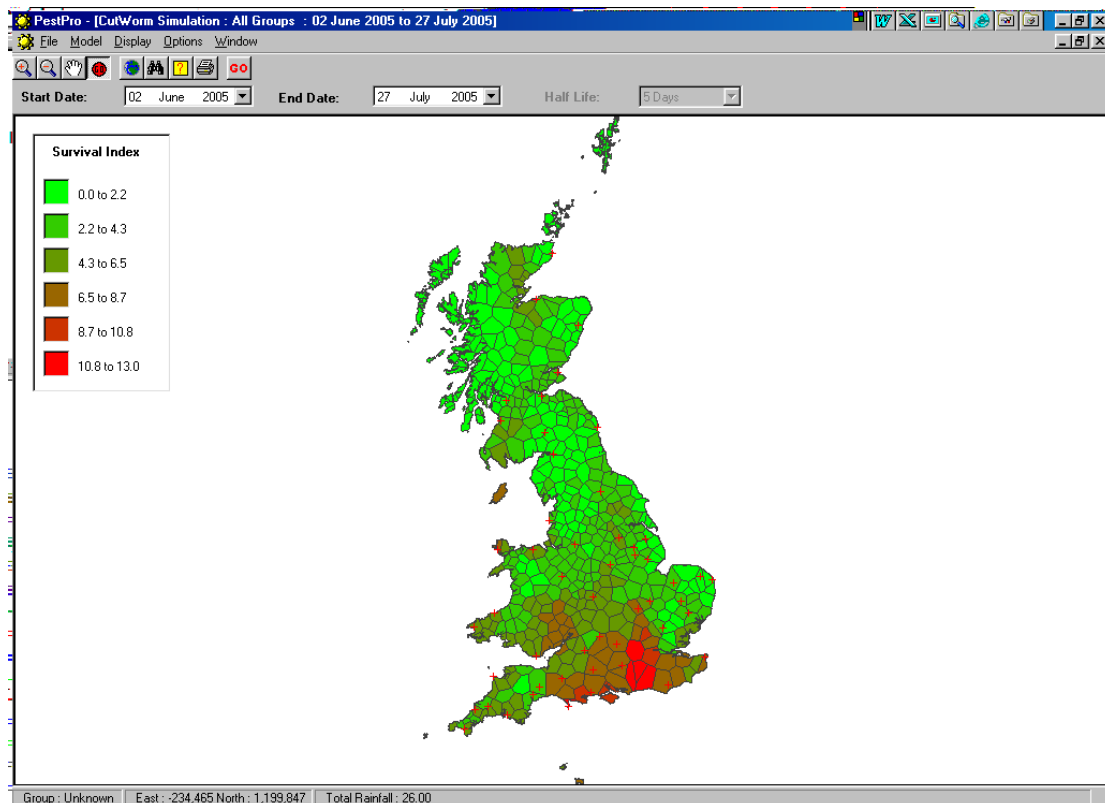 PestPro - [CutWorm Simulation : All Groups : 02 June 2005 to 27 July 2005]
File Model Display Options Window
GO
Start Date: 02 June 2005 End Date: 27 July 2005 Half Life: 5 Days
Survival Index
0.0 to 2.2
2.2 to 4.3
4.3 to 6.5
6.5 to 8.7
8.7 to 10.8
10.8 to 13.0
Group : Unknown East : -234,465 North : 1,199,847 Total Rainfall : 26.00